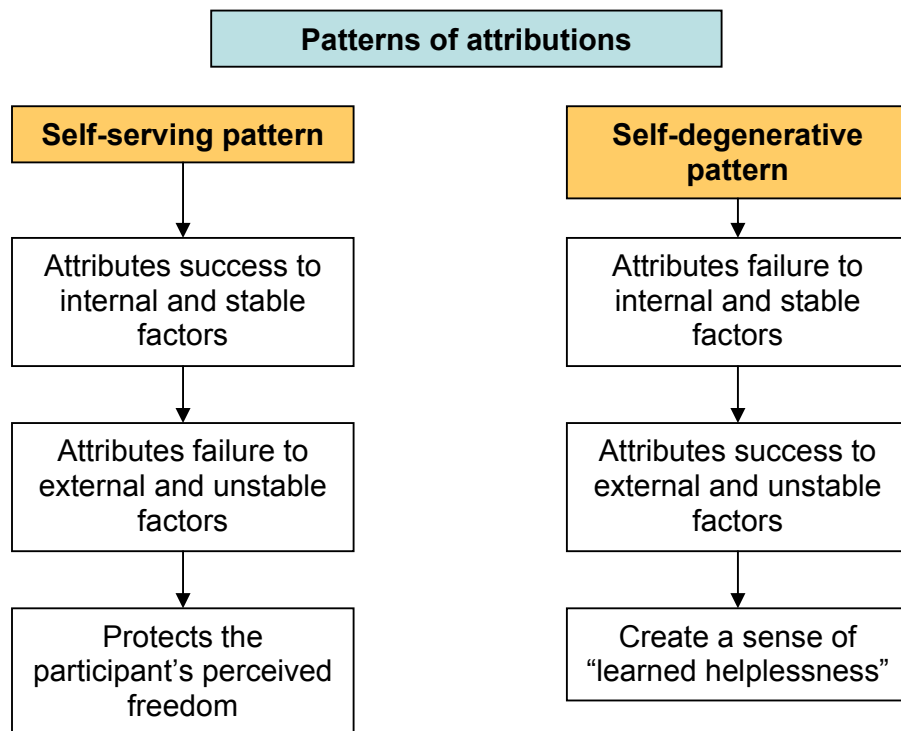 Patterns of attributions
Self-serving pattern
Attributes success to
internal and stable
factors
Attributes failure to
external and unstable
factors
Protects the
participant’s perceived
freedom
Self-degenerative
pattern
Attributes failure to
internal and stable
factors
Attributes success to
external and unstable
factors
Create a sense of
“learned helplessness”